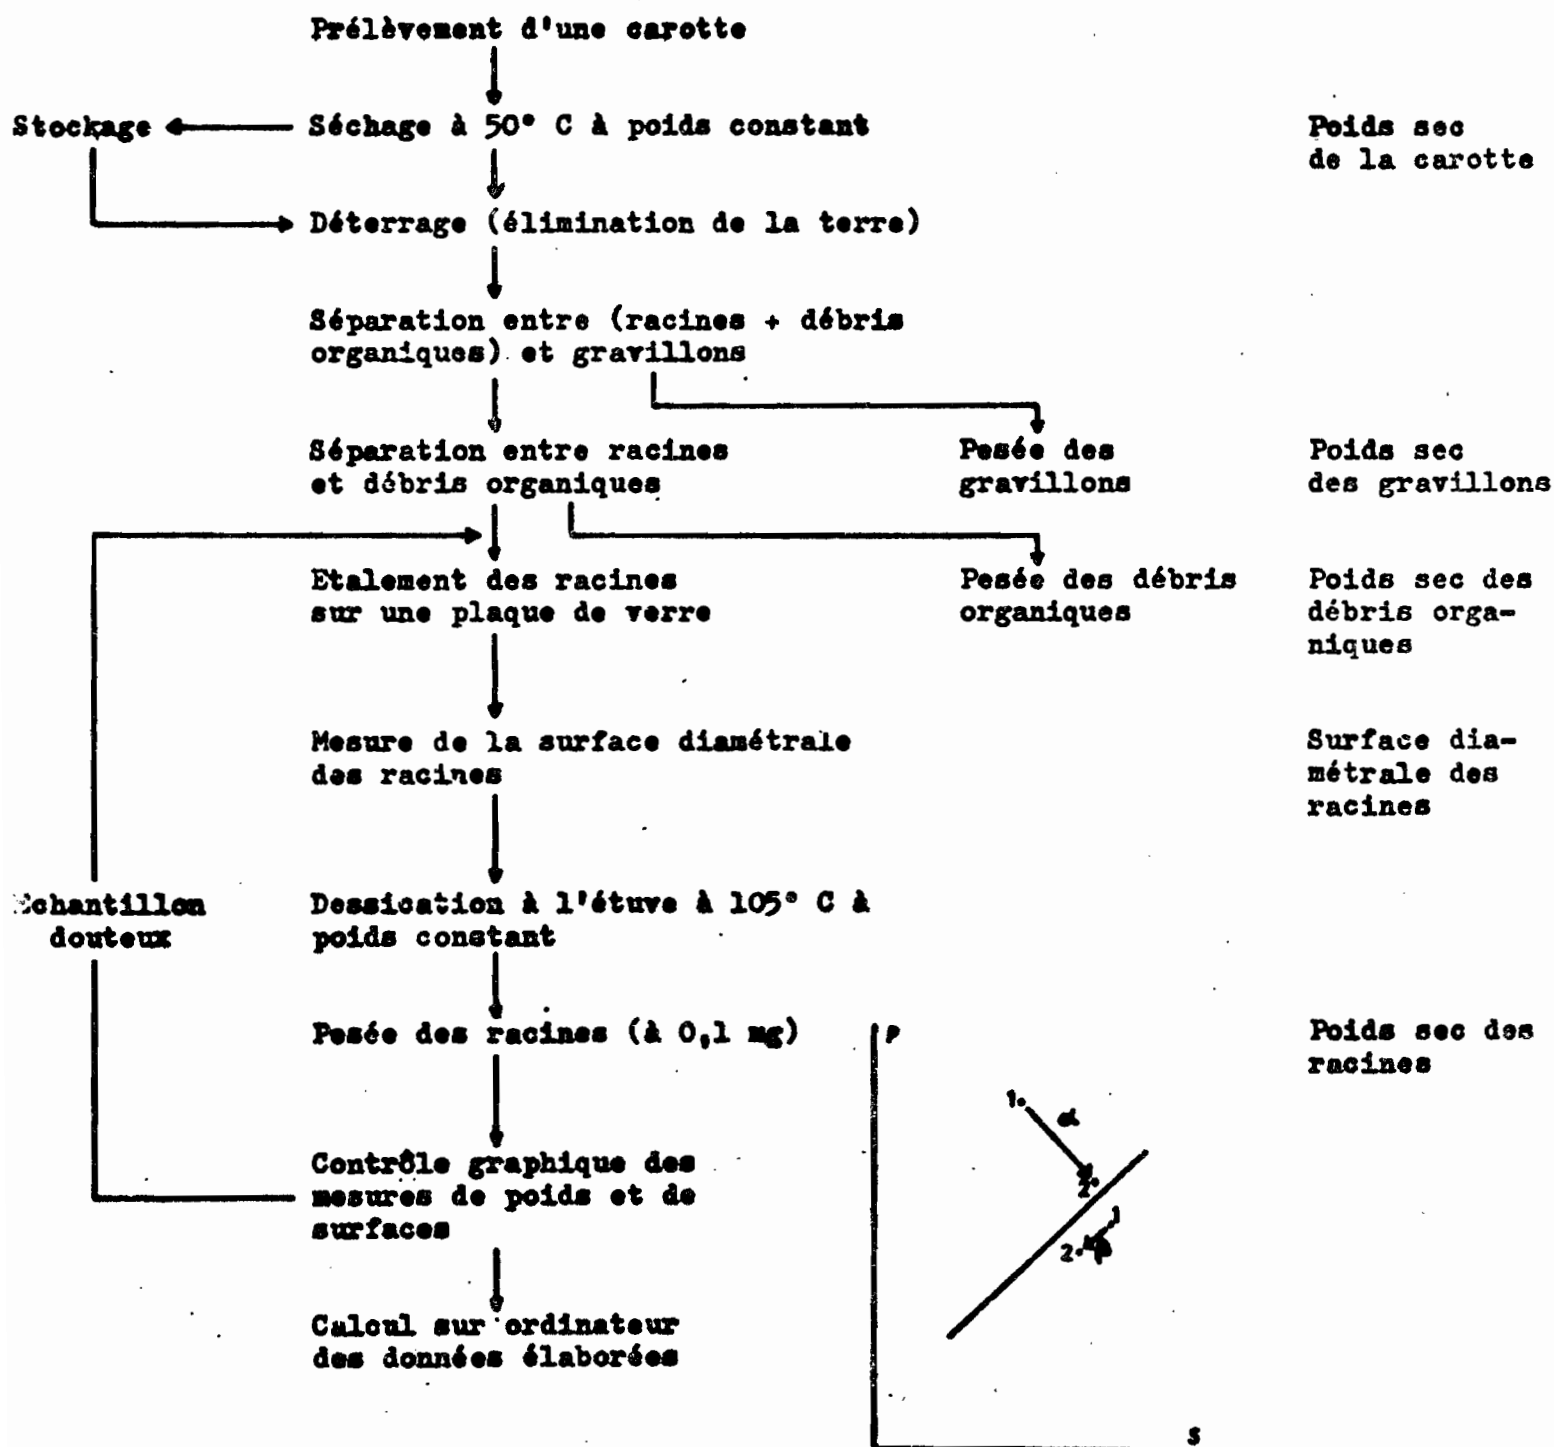 Prélèvement d'une carotte
Stockage
Séchage à 50° C à poids constant
Poids sec
de la carotte
Déterrage (élimination de la terre)
Séparation entre (racines + débris
organiques) et gravillons
Séparation entre racines
et débris organiques
Pesée des
gravillons
Poids sec
des gravillons
Etalement des racines
sur une plaque de verre
Pesée des débris
organiques
Poids sec des
débris orga-
niques
Mesure de la surface diamétrale
des racines
Surface dia-
métrale des
racines
Echantillon
douteux
Dessication à l'étuve à 105° C à
poids constant
Pesée des racines (à 0,1 mg)
Poids sec des
racines
P
1.
α
2.
1
2.
β
S
Contrôle graphique des
mesures de poids et de
surfaces
Calcul sur ordinateur
des données élaborées